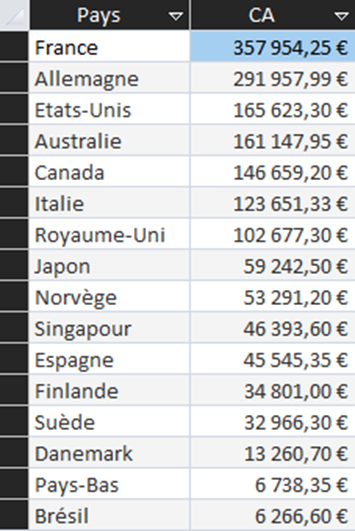 Pays CA
France 357 954,25 €
Allemagne 291 957,99 €
Etats-Unis 165 623,30 €
Australie 161 147,95 €
Canada 146 659,20 €
Italie 123 651,33 €
Royaume-Uni 102 677,30 €
Japon 59 242,50 €
Norvège 53 291,20 €
Singapour 46 393,60 €
Espagne 45 545,35 €
Finlande 34 801,00 €
Suède 32 966,30 €
Danemark 13 260,70 €
Pays-Bas 6 738,35 €
Brésil 6 266,60 €